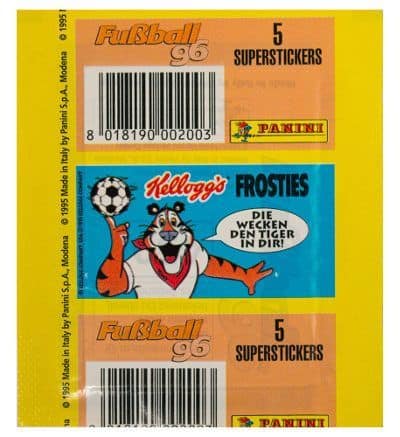 © 1995 Made in Italy by Panini S.p.A., Modena
© 1995 Made in Italy by Panini S.p.A., Modena
© 1995
Fußball
96
5
SUPERSTICKERS
8 018190 002003
PANINI
Kellogg's FROSTIES
DIE
WECKEN
DEN TIGER
IN DIR!
Fußball
96
5
SUPERSTICKERS
PANINI